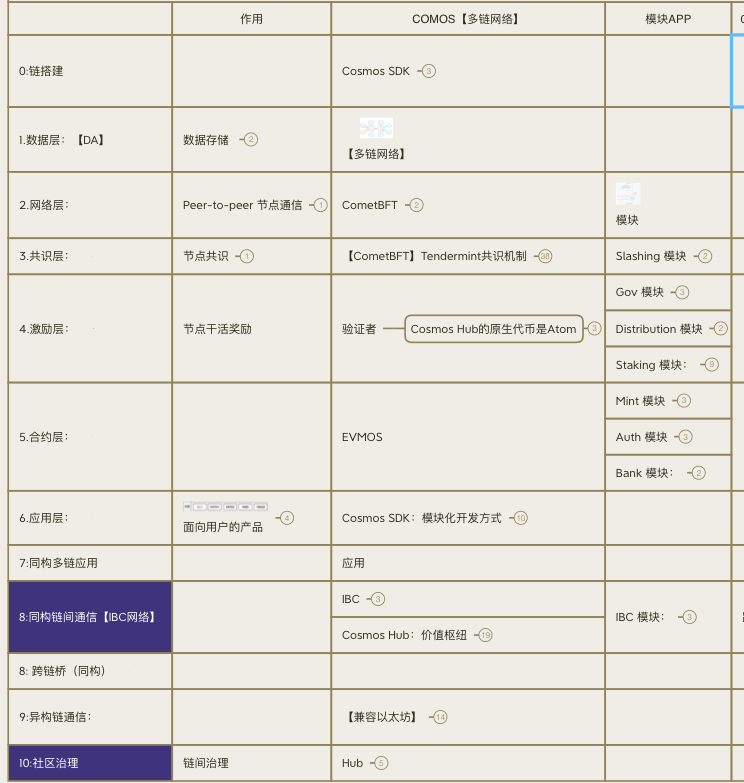 作用
COMOS【多链网络】
模块APP
0:链搭建
Cosmos SDK 3
1.数据层：【DA】
数据存储 2
【多链网络】
2.网络层：
Peer-to-peer 节点通信 1
CometBFT 2
模块
3.共识层：
节点共识 1
【CometBFT】Tendermint共识机制 38
Slashing 模块 2
4.激励层：
节点干活奖励
验证者
Cosmos Hub的原生代币是Atom 3
Gov 模块 3
Distribution 模块 2
Staking 模块： 9
5.合约层：
EVMOS
Mint 模块 3
Auth 模块 3
Bank 模块： 2
6.应用层：
面向用户的产品 4
Cosmos SDK：模块化开发方式 10
7:同构多链应用
应用
8:同构链间通信【IBC网络】
IBC 3
Cosmos Hub：价值枢纽 19
IBC 模块： 3
8: 跨链桥（同构）
9:异构链通信：
【兼容以太坊】 14
10:社区治理
链间治理
Hub 5